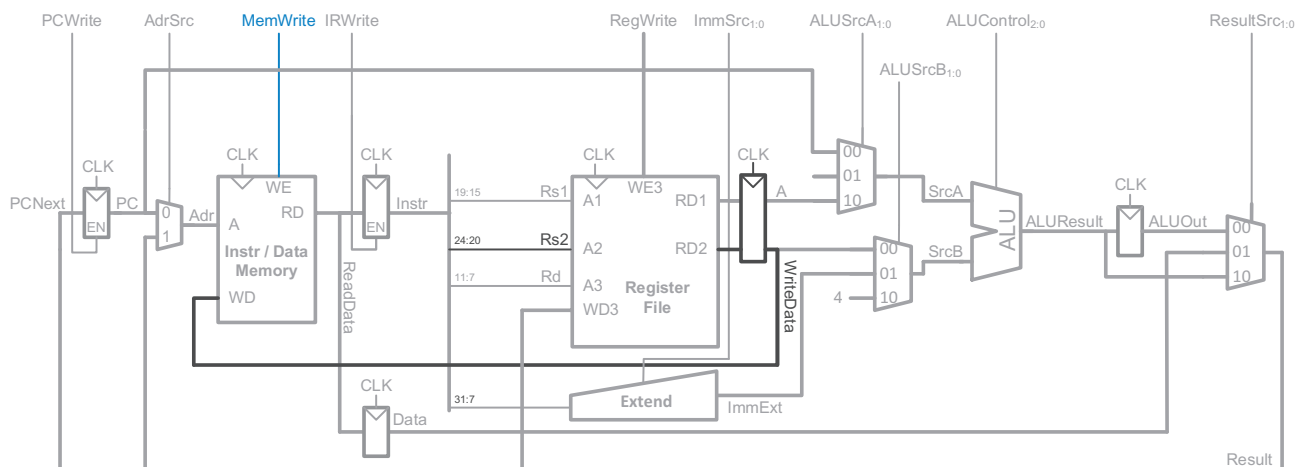 PCWrite AdrSrc MemWrite IRWrite RegWrite ImmSrc1:0 ALUSrcA1:0 ALUControl2:0 ResultSrc1:0
ALUSrcB1:0
CLK CLK CLK CLK CLK 00
WE 01 CLK
PCNext PC 0 Adr RD Instr 19:15 Rs1 A1 WE3 RD1 A 10 SrcA ALUResult ALUOut 00
EN 1 A EN 24:20 Rs2 A2 RD2 00 SrcB ALU 01
Instr / Data
Memory
11:7 Rd A3 01 10
WD ReadData WD3 Register
File
WriteData 4 10
CLK 31:7 Extend ImmExt
Data
Result